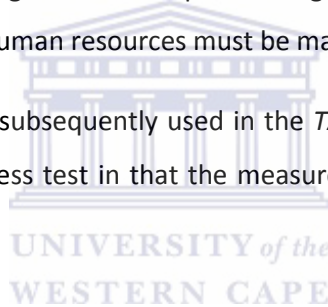 uman resources must be ma
subsequently used in the
ess test in that the measure
UNIVERSITY of the
WESTERN CAPE